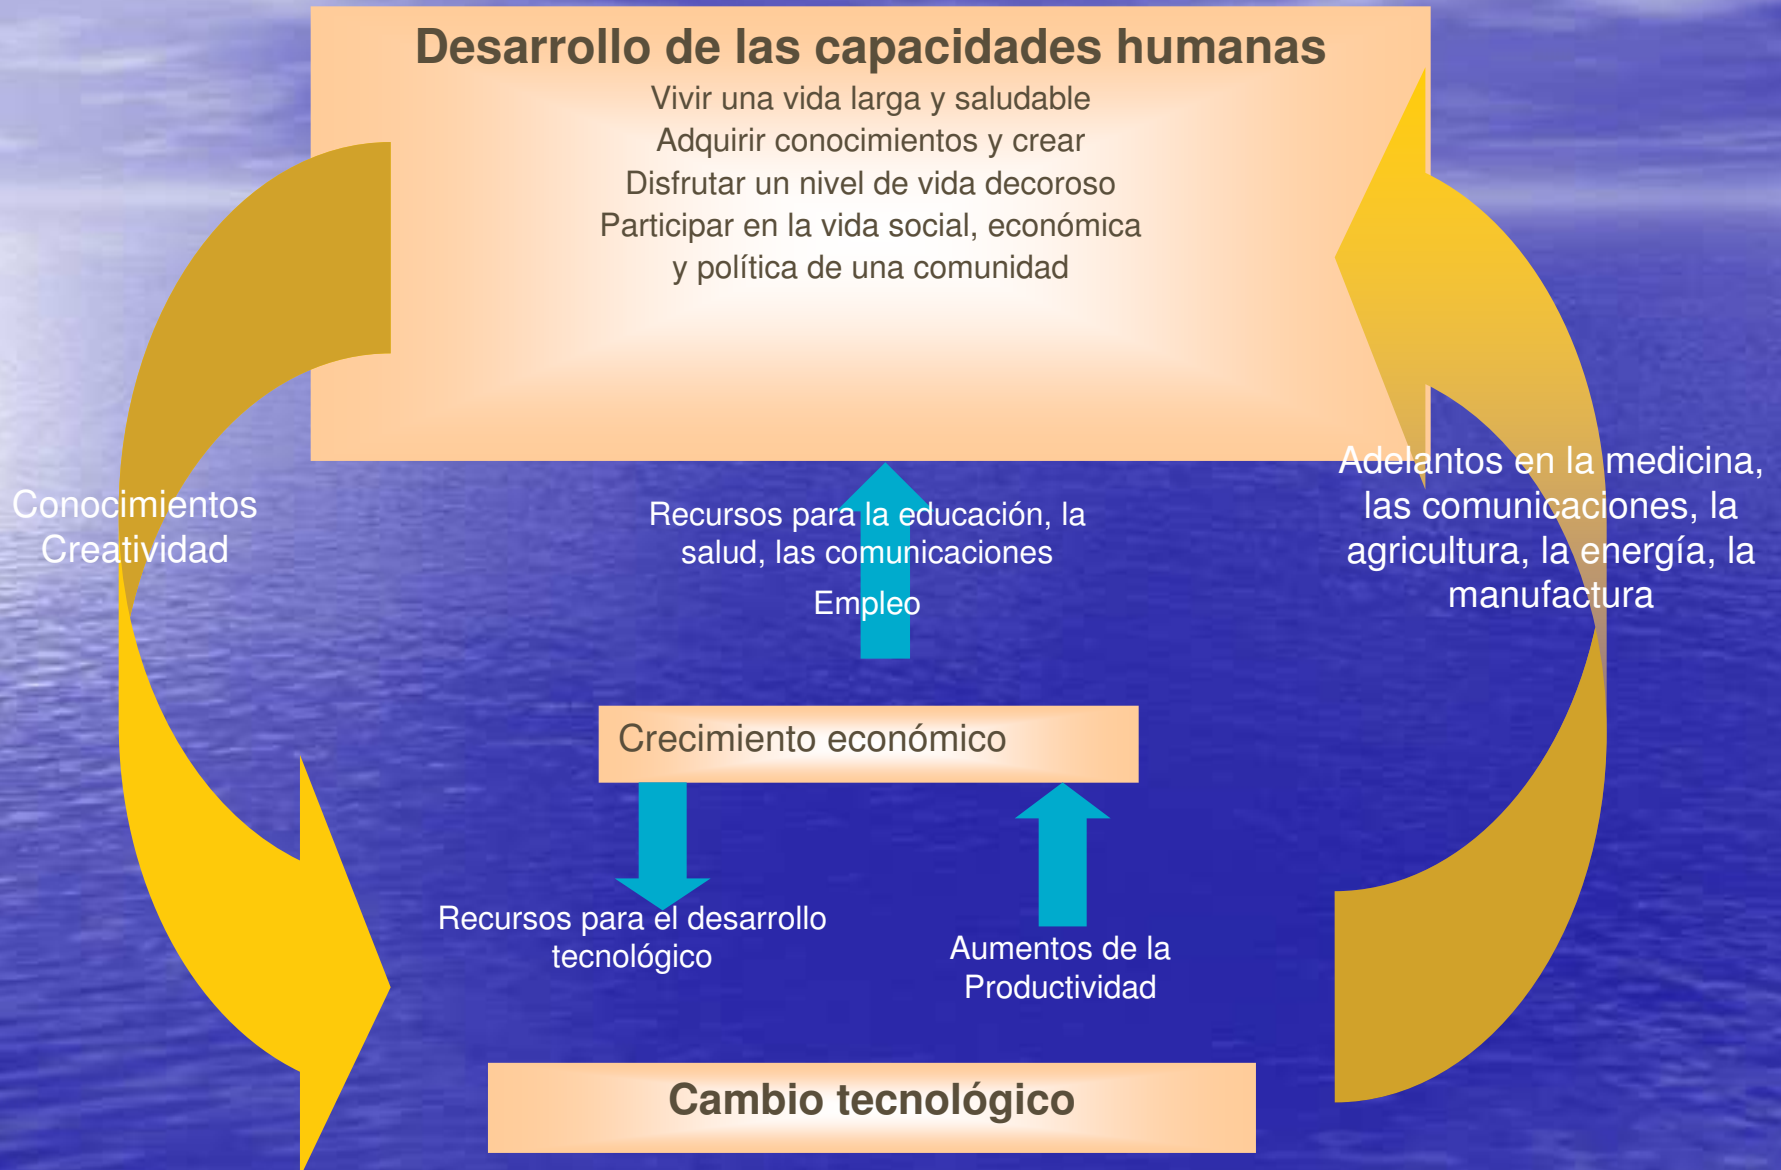 Desarrollo de las capacidades humanas
Vivir una vida larga y saludable
Adquirir conocimientos y crear
Disfrutar un nivel de vida decoroso
Participar en la vida social, económica
y política de una comunidad
Conocimientos
Creatividad
Recursos para la educación, la
salud, las comunicaciones
Empleo
Adelantos en la medicina,
las comunicaciones, la
agricultura, la energía, la
manufactura
Crecimiento económico
Recursos para el desarrollo
tecnológico
Aumentos de la
Productividad
Cambio tecnológico